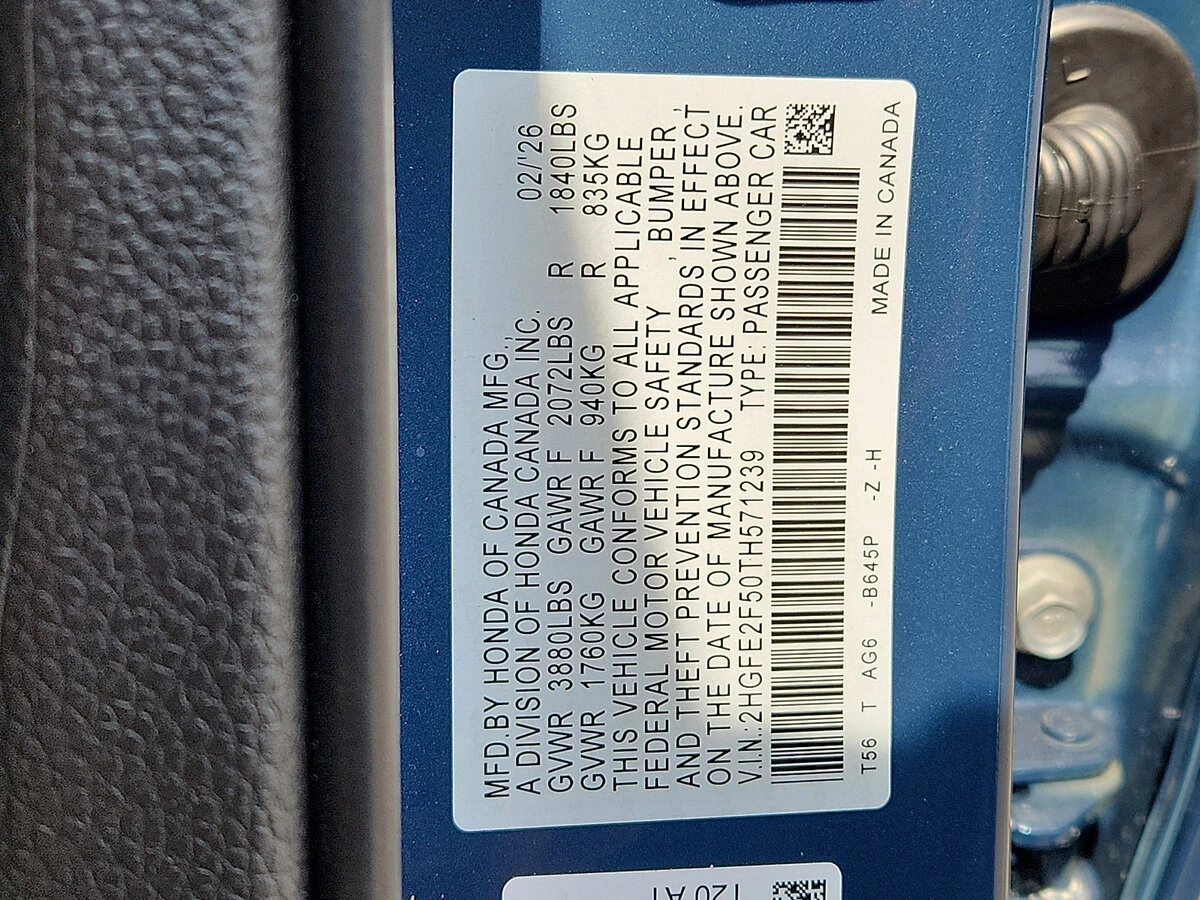 MFD.BY HONDA OF CANADA MFG.,
A DIVISION OF HONDA CANADA INC. 02/'26
GVWR 3880LBS GAWR F 2072LBS R 1840LBS
GVWR 1760KG GAWR F 940KG R 835KG
THIS VEHICLE CONFORMS TO ALL APPLICABLE
FEDERAL MOTOR VEHICLE SAFETY , BUMPER ,
AND THEFT PREVENTION STANDARDS IN EFFECT
ON THE DATE OF MANUFACTURE SHOWN ABOVE.
V.I.N.:2HGFE2F50TH571239 TYPE: PASSENGER CAR
T56 T AG6 -B645P -Z -H MADE IN CANADA